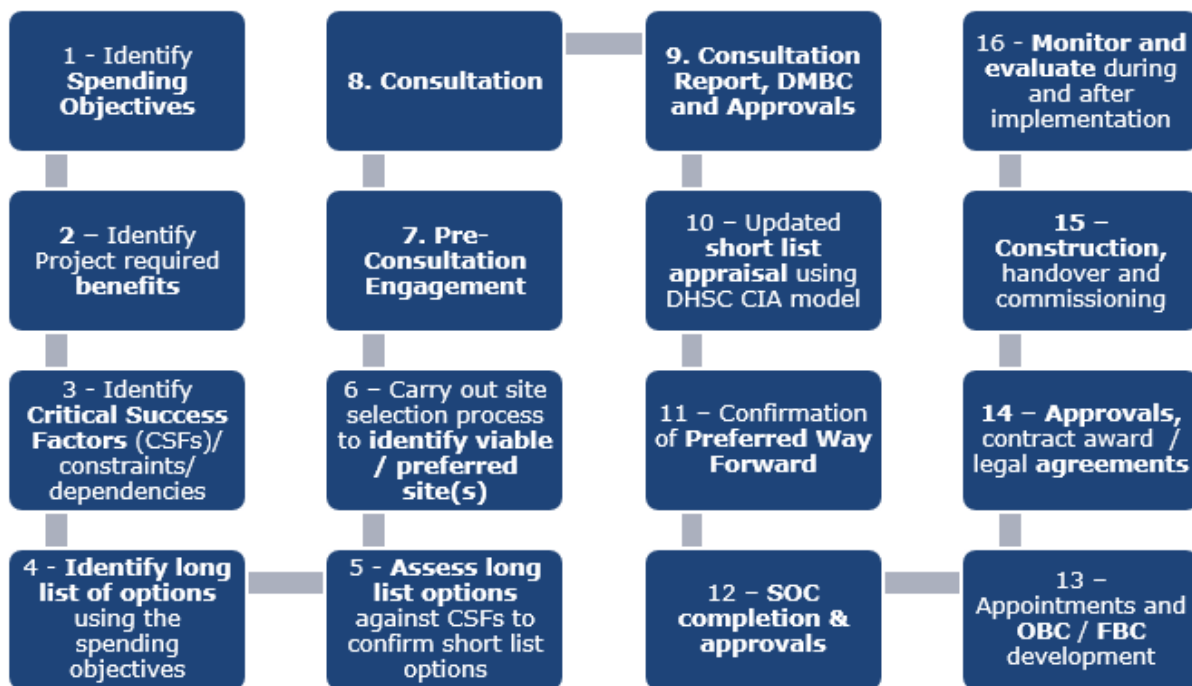 1 - Identify
Spending
Objectives
2 – Identify
Project required
benefits
3 - Identify
Critical Success
Factors (CSFs)/
constraints/
dependencies
4 - Identify long
list of options
using the
spending
objectives
5 - Assess long
list options
against CSFs to
confirm short list
options
6 – Carry out site
selection process
to identify viable
/ preferred
site(s)
7. Pre-
Consultation
Engagement
8. Consultation
9. Consultation
Report, DMBC
and Approvals
10 – Updated
short list
appraisal using
DHSC CIA model
11 – Confirmation
of Preferred Way
Forward
12 – SOC
completion &
approvals
13 –
Appointments and
OBC / FBC
development
14 – Approvals,
contract award /
legal agreements
15 –
Construction,
handover and
commissioning
16 - Monitor and
evaluate during
and after
implementation